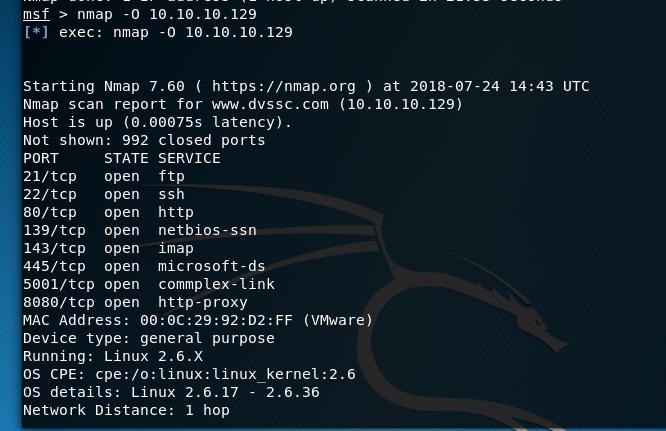 msf > nmap -O 10.10.10.129
[*] exec: nmap -O 10.10.10.129
Starting Nmap 7.60 ( https://nmap.org ) at 2018-07-24 14:43 UTC
Nmap scan report for www.dvssc.com (10.10.10.129)
Host is up (0.00075s latency).
Not shown: 992 closed ports
PORT     STATE SERVICE
21/tcp   open  ftp
22/tcp   open  ssh
80/tcp   open  http
139/tcp  open  netbios-ssn
143/tcp  open  imap
445/tcp  open  microsoft-ds
5001/tcp open  commplex-link
8080/tcp open  http-proxy
MAC Address: 00:0C:29:92:D2:FF (VMware)
Device type: general purpose
Running: Linux 2.6.X
OS CPE: cpe:/o:linux:linux_kernel:2.6
OS details: Linux 2.6.17 - 2.6.36
Network Distance: 1 hop